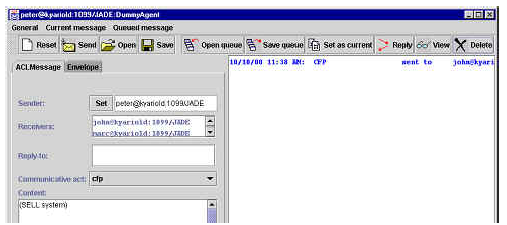 peter@kyariold:1099/JADE:DummyAgent
General Current message Queued message
Reset Send Open Save Open queue Save queue Set as current Reply View Delete
ACLMessage Envelope
10/10/00 11:38 AM: CFP sent to john@kyari
Sender: Set peter@kyariold:1099/JADE
Receivers: john@kyariold:1099/JADE
marc@kyariold:1099/JADE
Reply-to:
Communicative act: cfp
Content:
(SELL system)